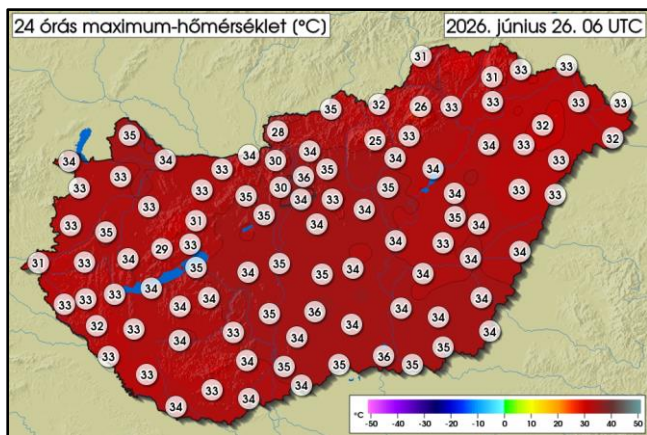 24 órás maximum-hőmérséklet (°C) 2026. június 26. 06 UTC
31
31 33 33
35 32 26 33 33 33 33
35 28 25 33 32 32
34 34 34 30 34 34 34 33
33 33 33 36 35 34 33
33 35 30 34 33 35 34 33 33
33 35 31 35 34 34 35 34
31 33 34 29 33 34 33 34 34
35 34 35 35 34 34
33 33 33 34 34 34 34
32 33 34 33 35 36 34 34 34 34
33 34 34 35 35 36 35 35
33 34 33 34 34
°C -50 -40 -30 -20 -10 0 10 20 30 40 50